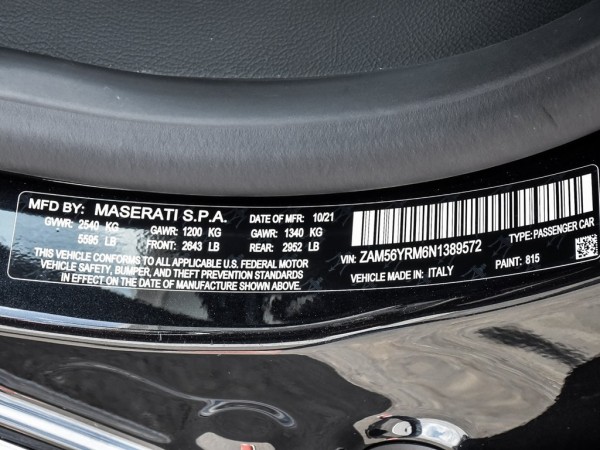 MFD BY: MASERATI S.P.A. DATE OF MFR: 10/21
GVWR: 2540 KG GAWR: 1200 KG GAWR: 1340 KG
5595 LB FRONT: 2643 LB REAR: 2952 LB
THIS VEHICLE CONFORMS TO ALL APPLICABLE U.S. FEDERAL MOTOR
VEHICLE SAFETY, BUMPER, AND THEFT PREVENTION STANDARDS
IN EFFECT ON THE DATE OF MANUFACTURE SHOWN ABOVE.
VIN: ZAM56YRM6N1389572 TYPE: PASSENGER CAR
VEHICLE MADE IN: ITALY PAINT: 815